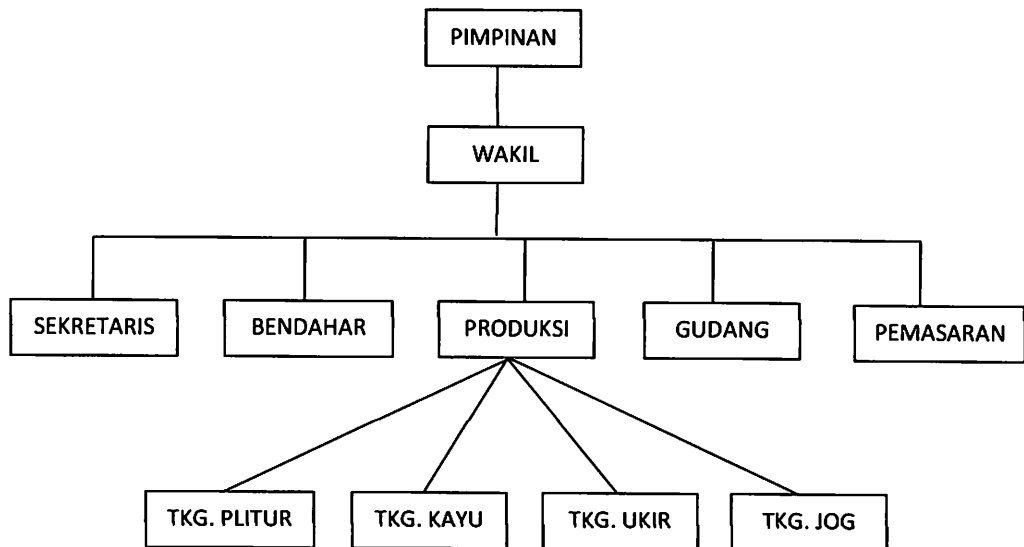 PIMPINAN
WAKIL
SEKRETARIS
BENDAHAR
PRODUKSI
GUDANG
PEMASARAN
TKG. PLITUR
TKG. KAYU
TKG. UKIR
TKG. JOG